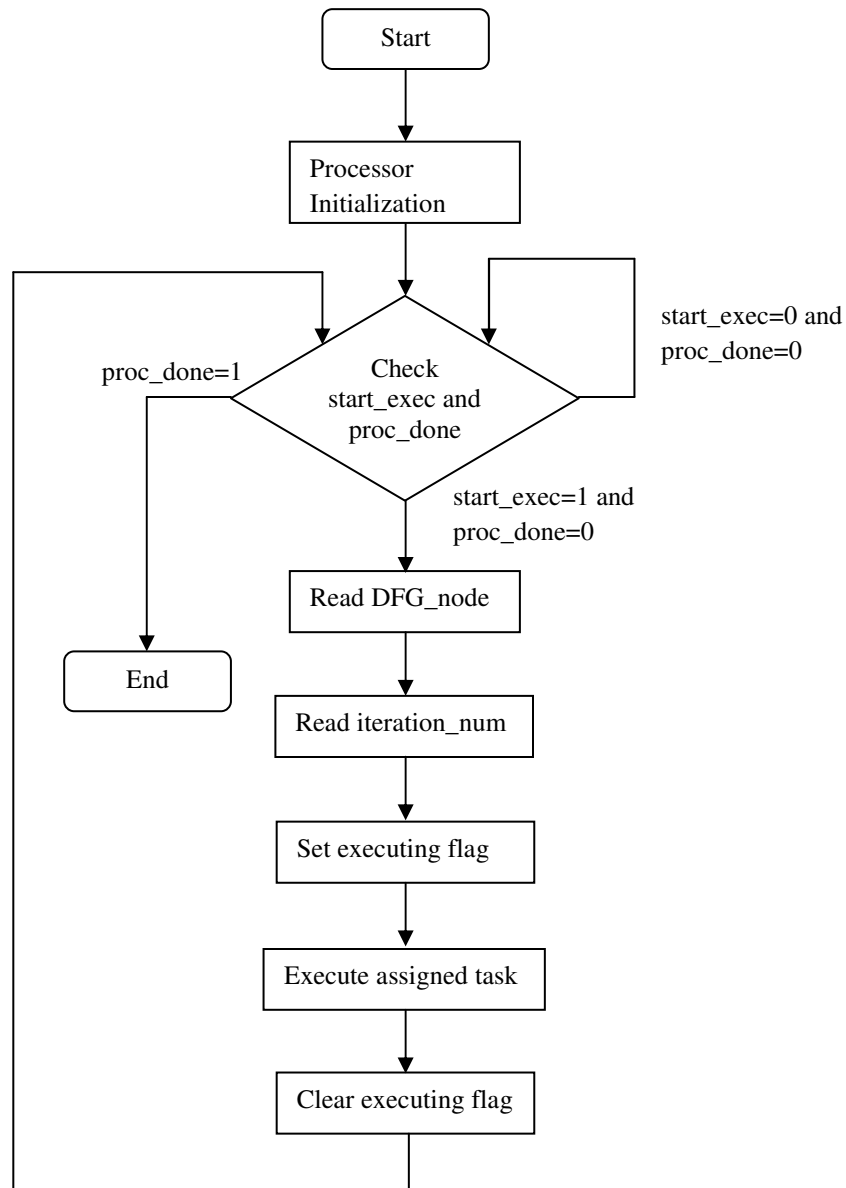 Start
Processor
Initialization
start_exec=0 and
proc_done=0
proc_done=1
Check
start_exec and
proc_done
start_exec=1 and
proc_done=0
Read DFG_node
End
Read iteration_num
Set executing flag
Execute assigned task
Clear executing flag